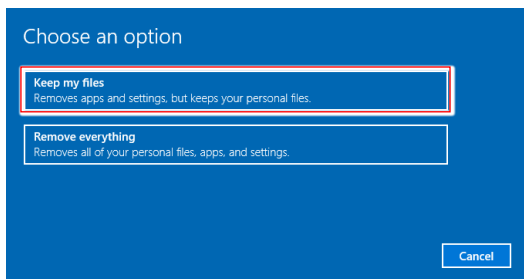 Choose an option
Keep my files
Removes apps and settings, but keeps your personal files.
Remove everything
Removes all of your personal files, apps, and settings.
Cancel